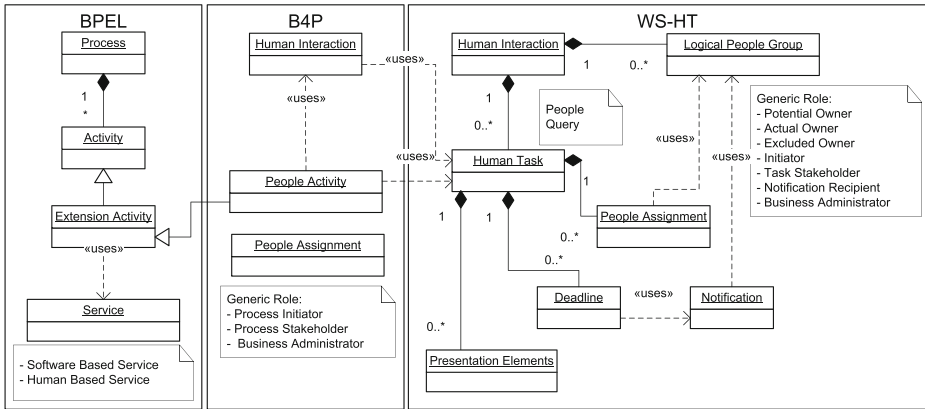 BPEL
Process
1
*
Activity
Extension Activity
«uses»
Service
- Software Based Service
- Human Based Service
B4P
Human Interaction
«uses»
«uses»
«uses»
People Activity
People Assignment
Generic Role:
- Process Initiator
- Process Stakeholder
- Business Administrator
WS-HT
Human Interaction
1
0..*
Logical People Group
1
0..*
People
Query
Human Task
1
1
1
«uses»
«uses»
Generic Role:
- Potential Owner
- Actual Owner
- Excluded Owner
- Initiator
- Task Stakeholder
- Notification Recipient
- Business Administrator
People Assignment
0..*
0..*
Deadline
«uses»
Notification
0..*
Presentation Elements